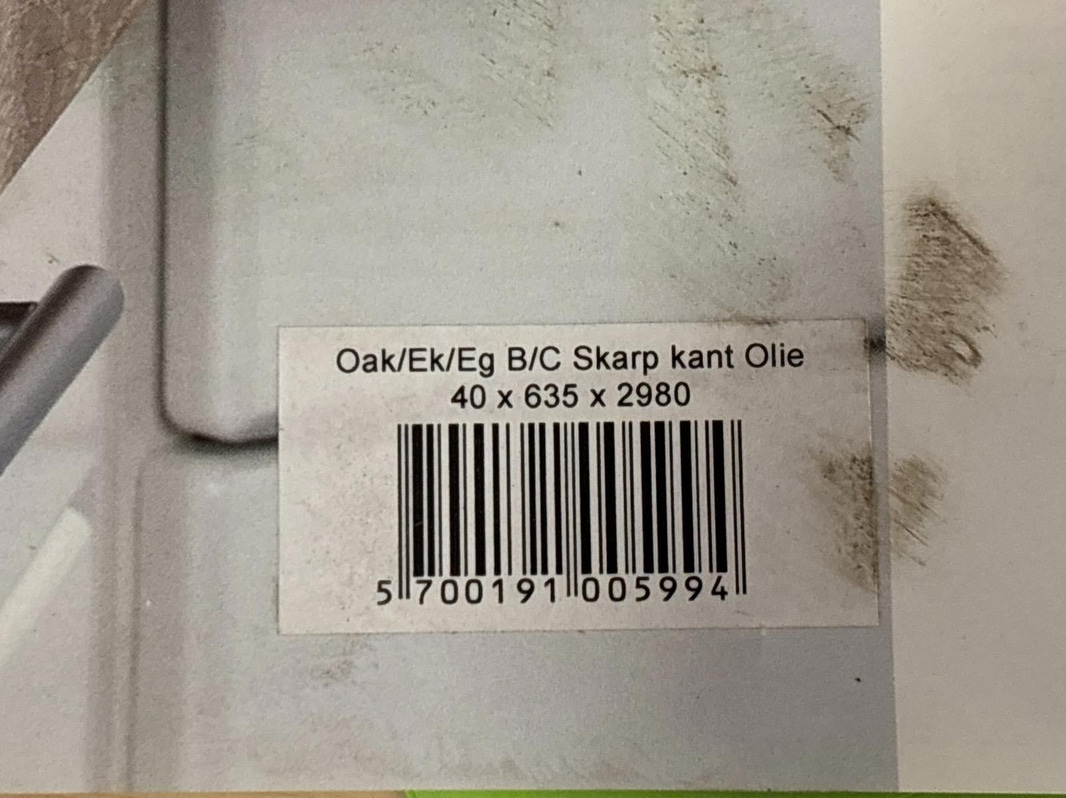 Oak/Ek/Eg B/C Skarp kant Olie
40 x 635 x 2980
5 700191 005994